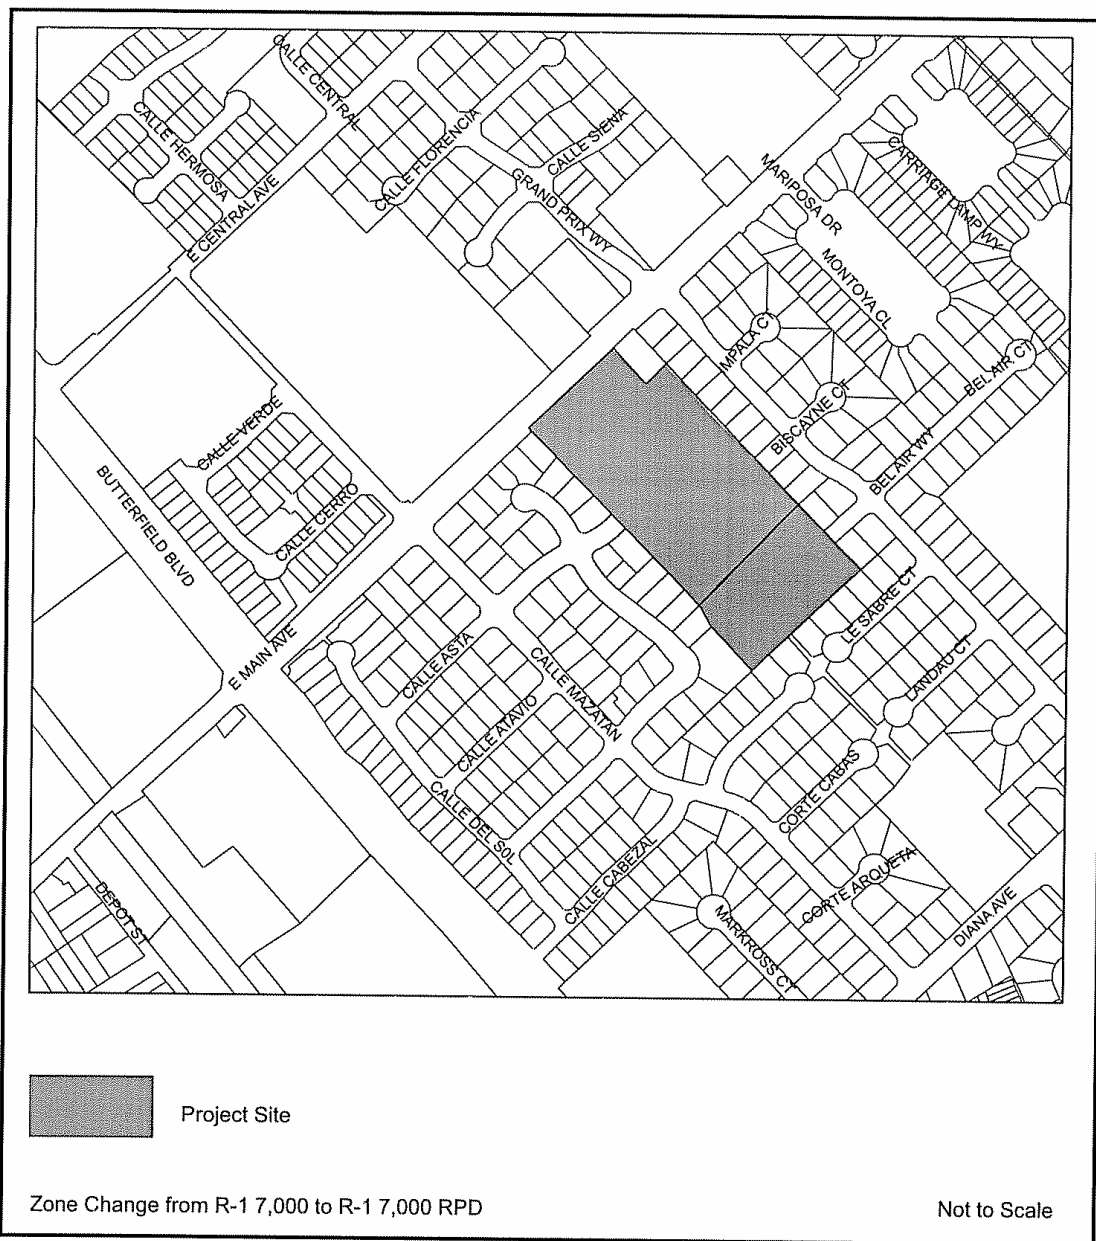 CALLE CENTRAL
CALLE HERMOSA
CALLE FLORENCIA
CALLE SIENA
GRAND PRIX WY
E CENTRAL AVE
MARIPOSA DR
CARRIAGE LAMP WY
MONTOYA CL
MPALA CT
BEL AIR CT
BISCAYNE CT
BEL AIR WY
CALLE VERDE
BUTTERFIELD BLVD
CALLE CERRO
LE SABRE CT
E MAIN AVE
CALLE ASTA
CALLE MAZATAN
LANDAU CT
CALLE ATAVIO
CALLE DEL SOL
CORTE CABAS
CALLE CABEZAL
CORTE ARQUETA
DEPOT ST
MARKROSS CT
DIANA AVE
Project Site
Zone Change from R-1 7,000 to R-1 7,000 RPD
Not to Scale